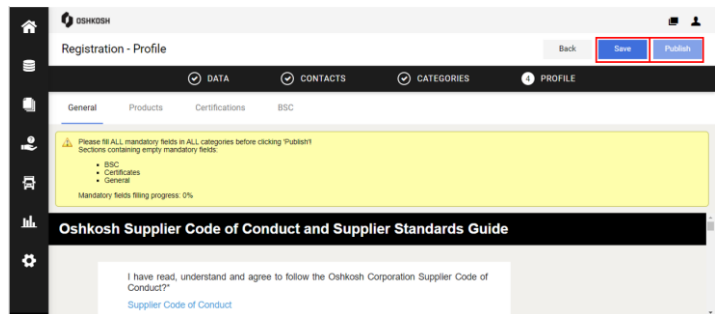 OSHKOSH
Registration - Profile
Back
Save
Publish
DATA
CONTACTS
CATEGORIES
4 PROFILE
General
Products
Certifications
BSC
Please fill ALL mandatory fields in ALL categories before clicking 'Publish'!
Sections containing empty mandatory fields:
• BSC
• Certificates
• General
Mandatory fields filling progress: 0%
Oshkosh Supplier Code of Conduct and Supplier Standards Guide
I have read, understand and agree to follow the Oshkosh Corporation Supplier Code of
Conduct?*
Supplier Code of Conduct